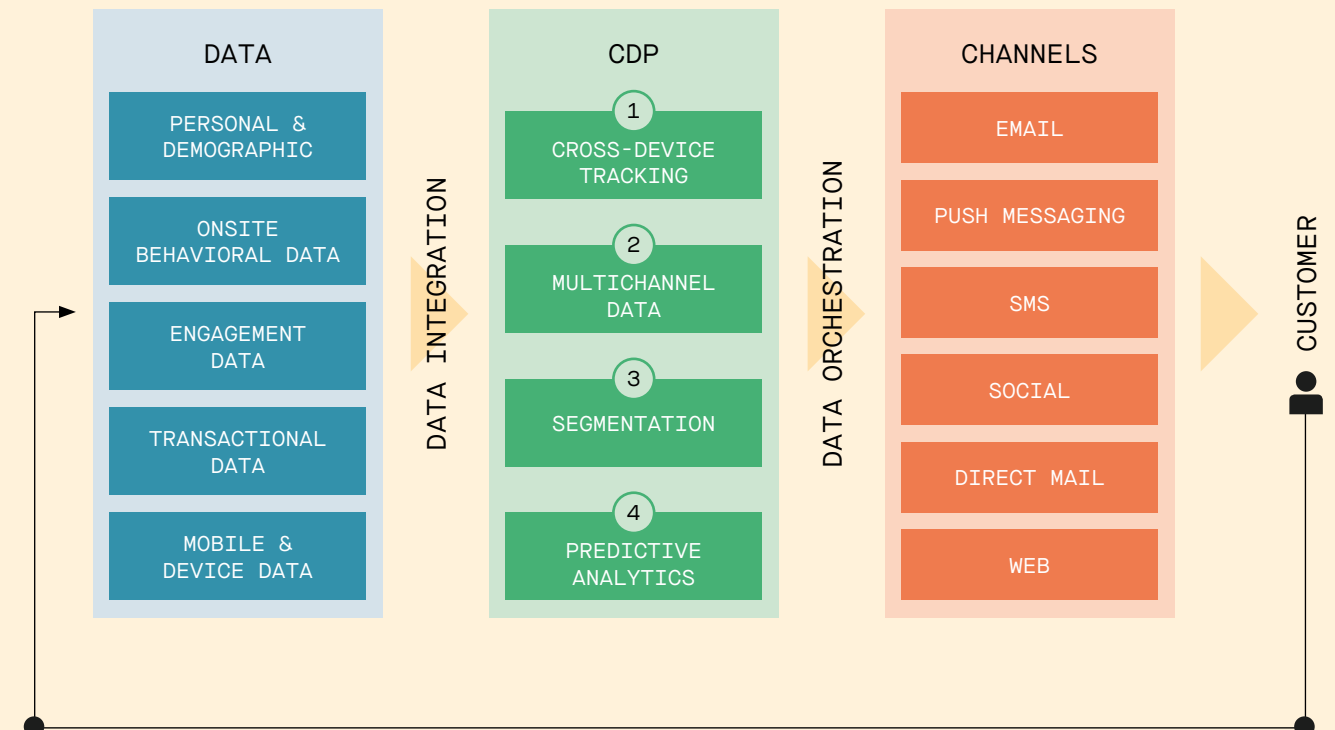 DATA
PERSONAL &
DEMOGRAPHIC
ONSITE
BEHAVIORAL DATA
ENGAGEMENT
DATA
TRANSACTIONAL
DATA
MOBILE &
DEVICE DATA
DATA INTEGRATION
CDP
1
CROSS-DEVICE
TRACKING
2
MULTICHANNEL
DATA
3
SEGMENTATION
4
PREDICTIVE
ANALYTICS
DATA ORCHESTRATION
CHANNELS
EMAIL
PUSH MESSAGING
SMS
SOCIAL
DIRECT MAIL
WEB
CUSTOMER